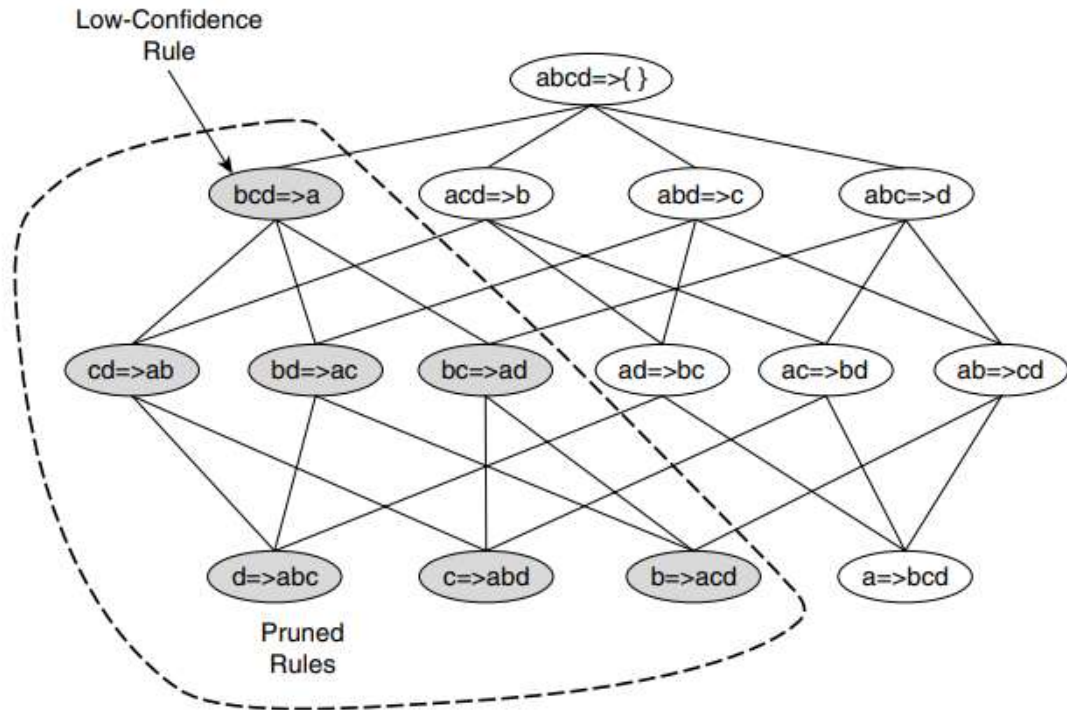 Low-Confidence
Rule
abcd=>{ }
bcd=>a
acd=>b
abd=>c
abc=>d
cd=>ab
bd=>ac
bc=>ad
ad=>bc
ac=>bd
ab=>cd
d=>abc
c=>abd
b=>acd
a=>bcd
Pruned
Rules